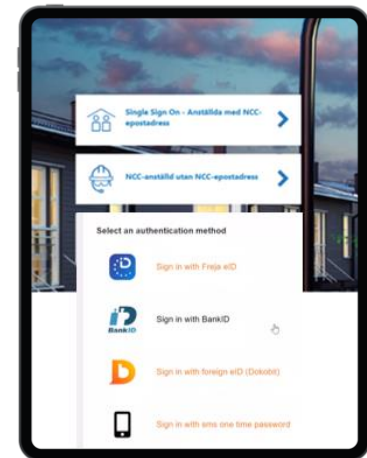 Single Sign On - Anställda med NCC-
epostadress
NCC-anställd utan NCC-epostadress
Select an authentication method
Sign in with Freja eID
BankID
Sign in with BankID
Sign in with foreign eID (Dokobit)
Sign in with sms one time password